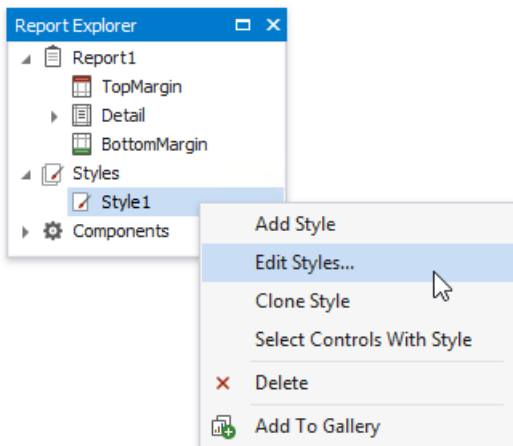 Report Explorer
Report1
TopMargin
Detail
BottomMargin
Styles
Style1
Components
Add Style
Edit Styles...
Clone Style
Select Controls With Style
Delete
Add To Gallery